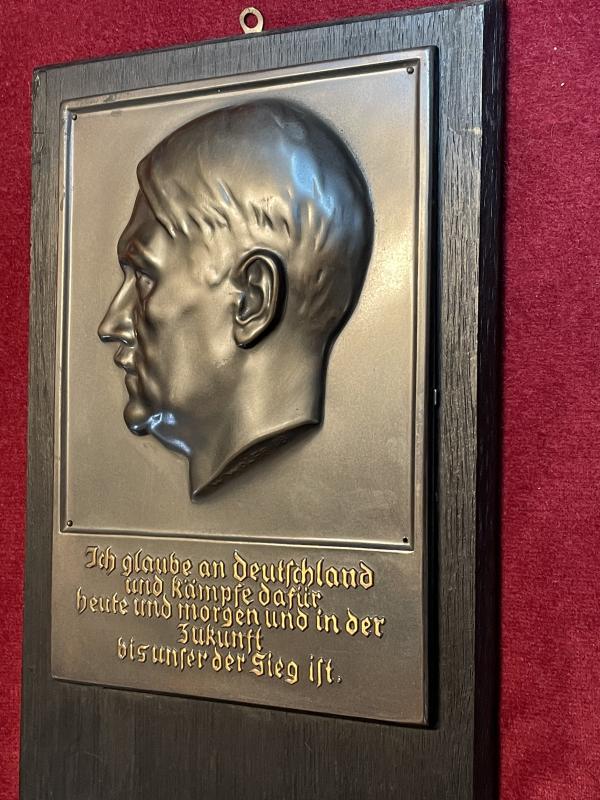 Ich glaube an Deutschland
und kämpfe dafür,
heute und morgen und in der
Zukunft
bis unser der Sieg ist.